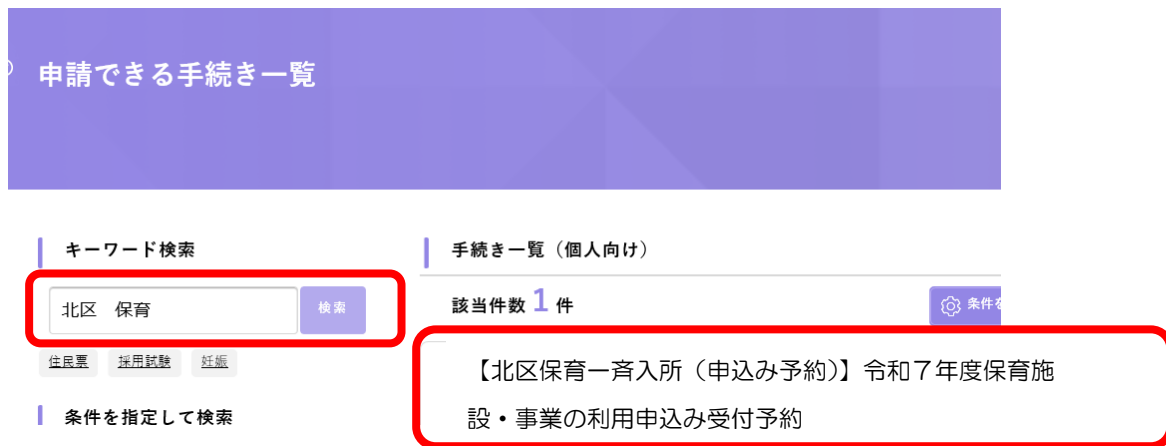 申請できる手続き一覧
キーワード検索
北区 保育
検索
住民票 採用試験 妊娠
条件を指定して検索
手続き一覧（個人向け）
該当件数 1 件
条件を
【北区保育一斉入所（申込み予約）】令和７年度保育施
設・事業の利用申込み受付予約